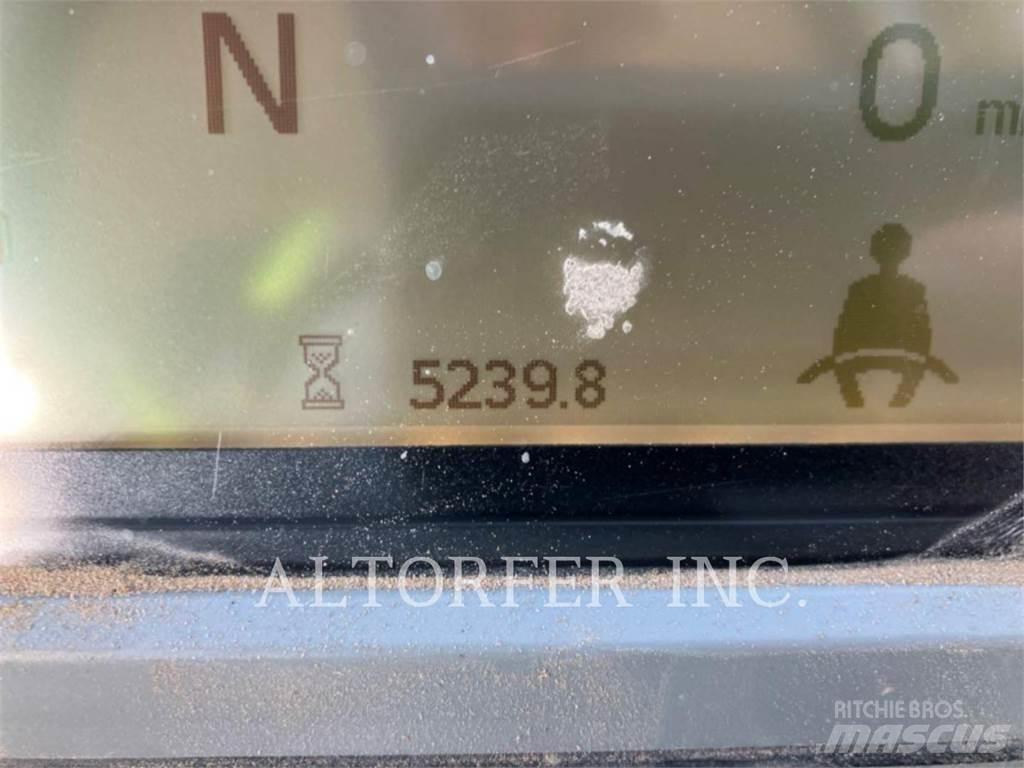 N 0
5239.8
ALTORFER INC.
RITCHIE BROS.
MASCUS